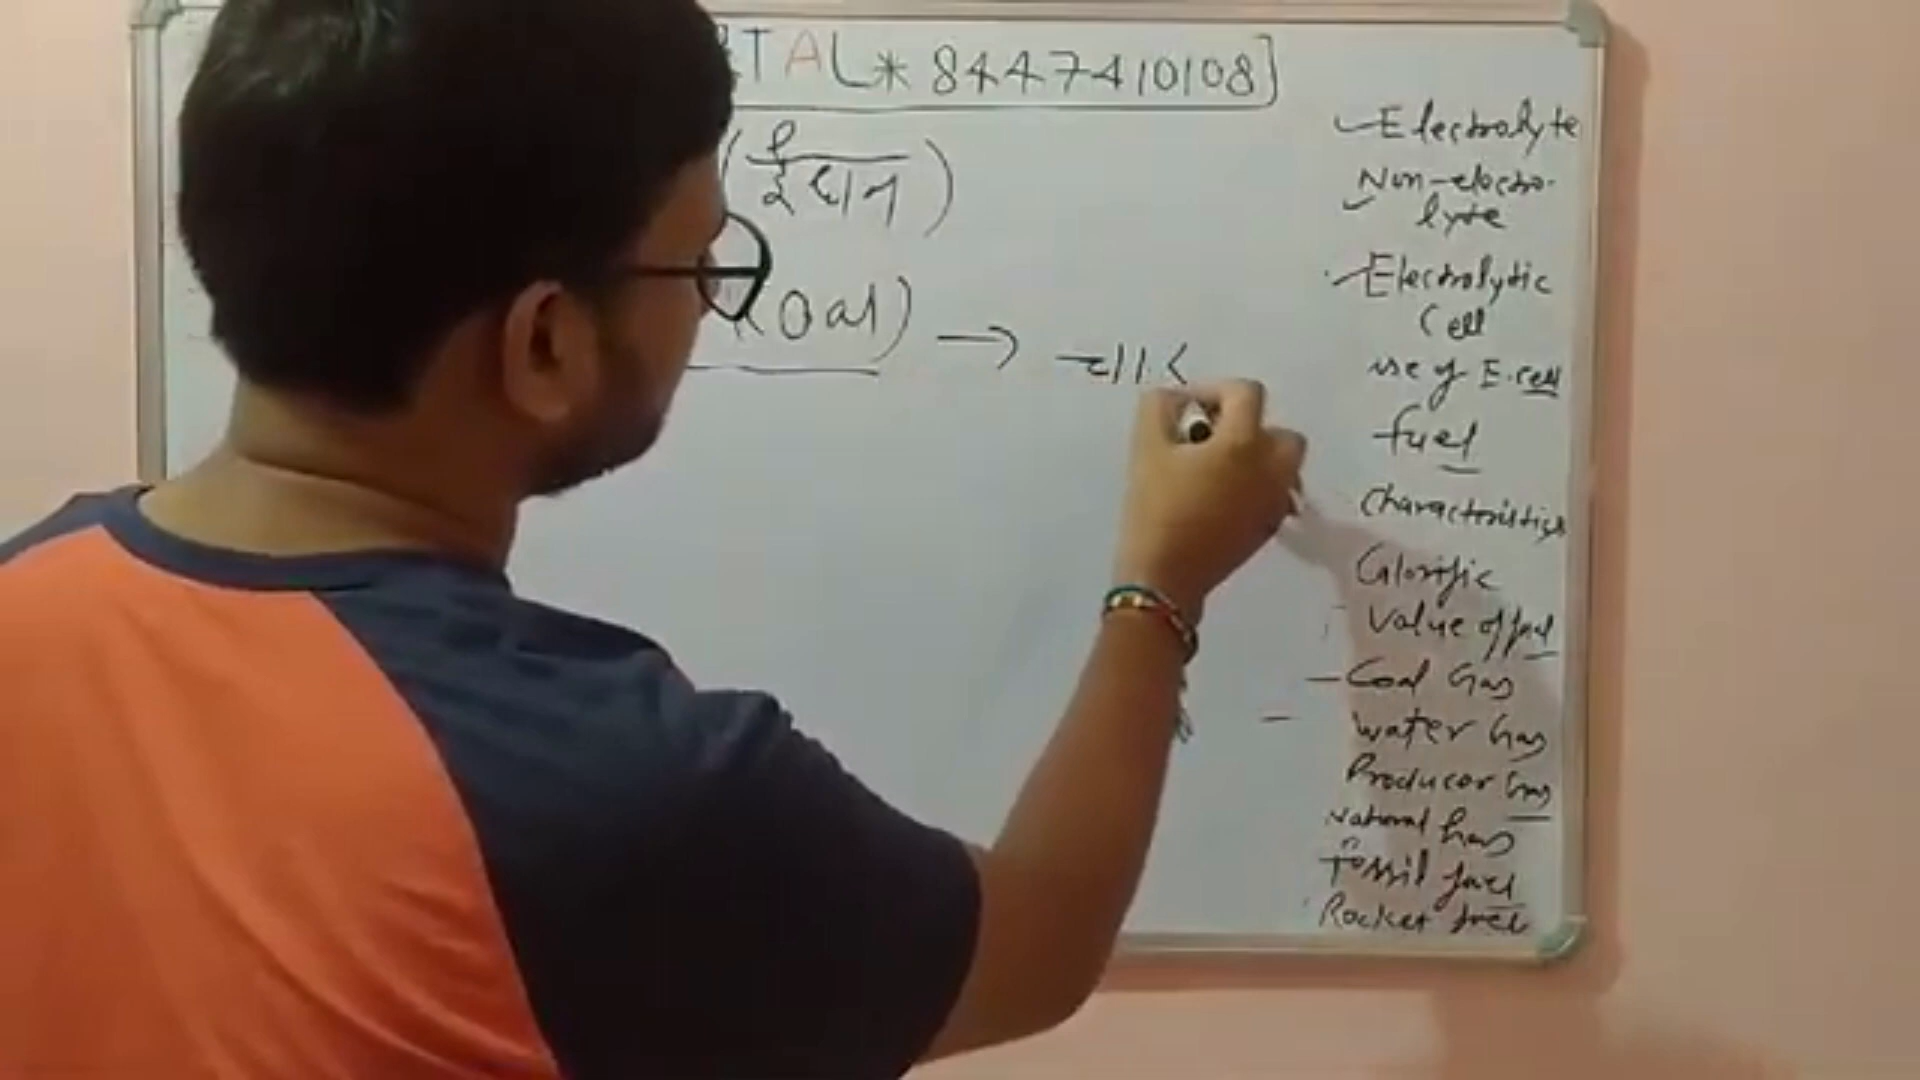 TAL * 8447410108]
(ईंधन)
(Coal) → चा
Electrolyte
Non-electro-
lyte
Electrolytic
Cell
use of E.cell
fuel
Characteristics
Calorific
Value of fuel
- Coal Gas
- Water Gas
Producer Gas
Natural Gas
Fossil fuel
Rocket fuel